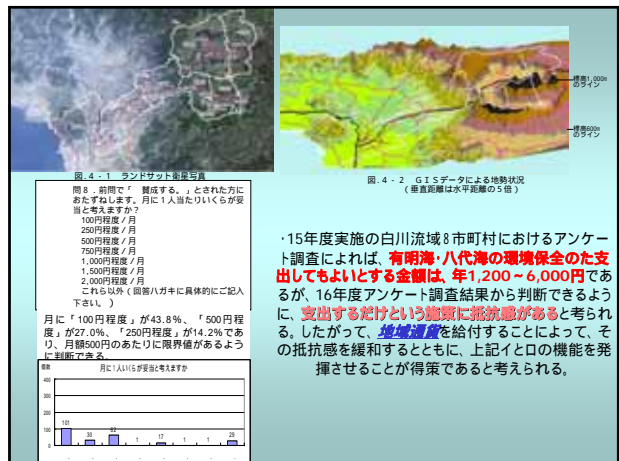 標高1,000m
のライン
標高600m
のライン
図.4-1 ランドサット衛星写真
図.4-2 GISデータによる地勢状況
(垂直距離は水平距離の5倍)
問8.前問で「 賛成する。」とされた方に
おたずねします。月に1人当たりいくらが妥
当と考えますか?
100円程度/月
250円程度/月
500円程度/月
750円程度/月
1,000円程度/月
1,500円程度/月
2,000円程度/月
これら以外(回答ハガキに具体的にご記入
下さい。)
月に「100円程度」が43.8%、「500円程
度」が27.0%、「250円程度」が14.2%であ
り、月額500円のあたりに限界値があるよう
に判断できる。
個数
月に1人いくらが妥当と考えますか
400
300
200
100
0
101
30
62
1
17
1
1
29
・15年度実施の白川流域8市町村におけるアンケー
ト調査によれば、有明海・八代海の環境保全のため支
出してもよいとする金額は、年1,200~6,000円であ
るが、16年度アンケート調査結果から判断できるよう
に、支出するだけという施策に抵抗感があると考られ
る。したがって、地域通貨を給付することによって、そ
の抵抗感を緩和するとともに、上記イとロの機能を発
揮させることが得策であると考えられる。